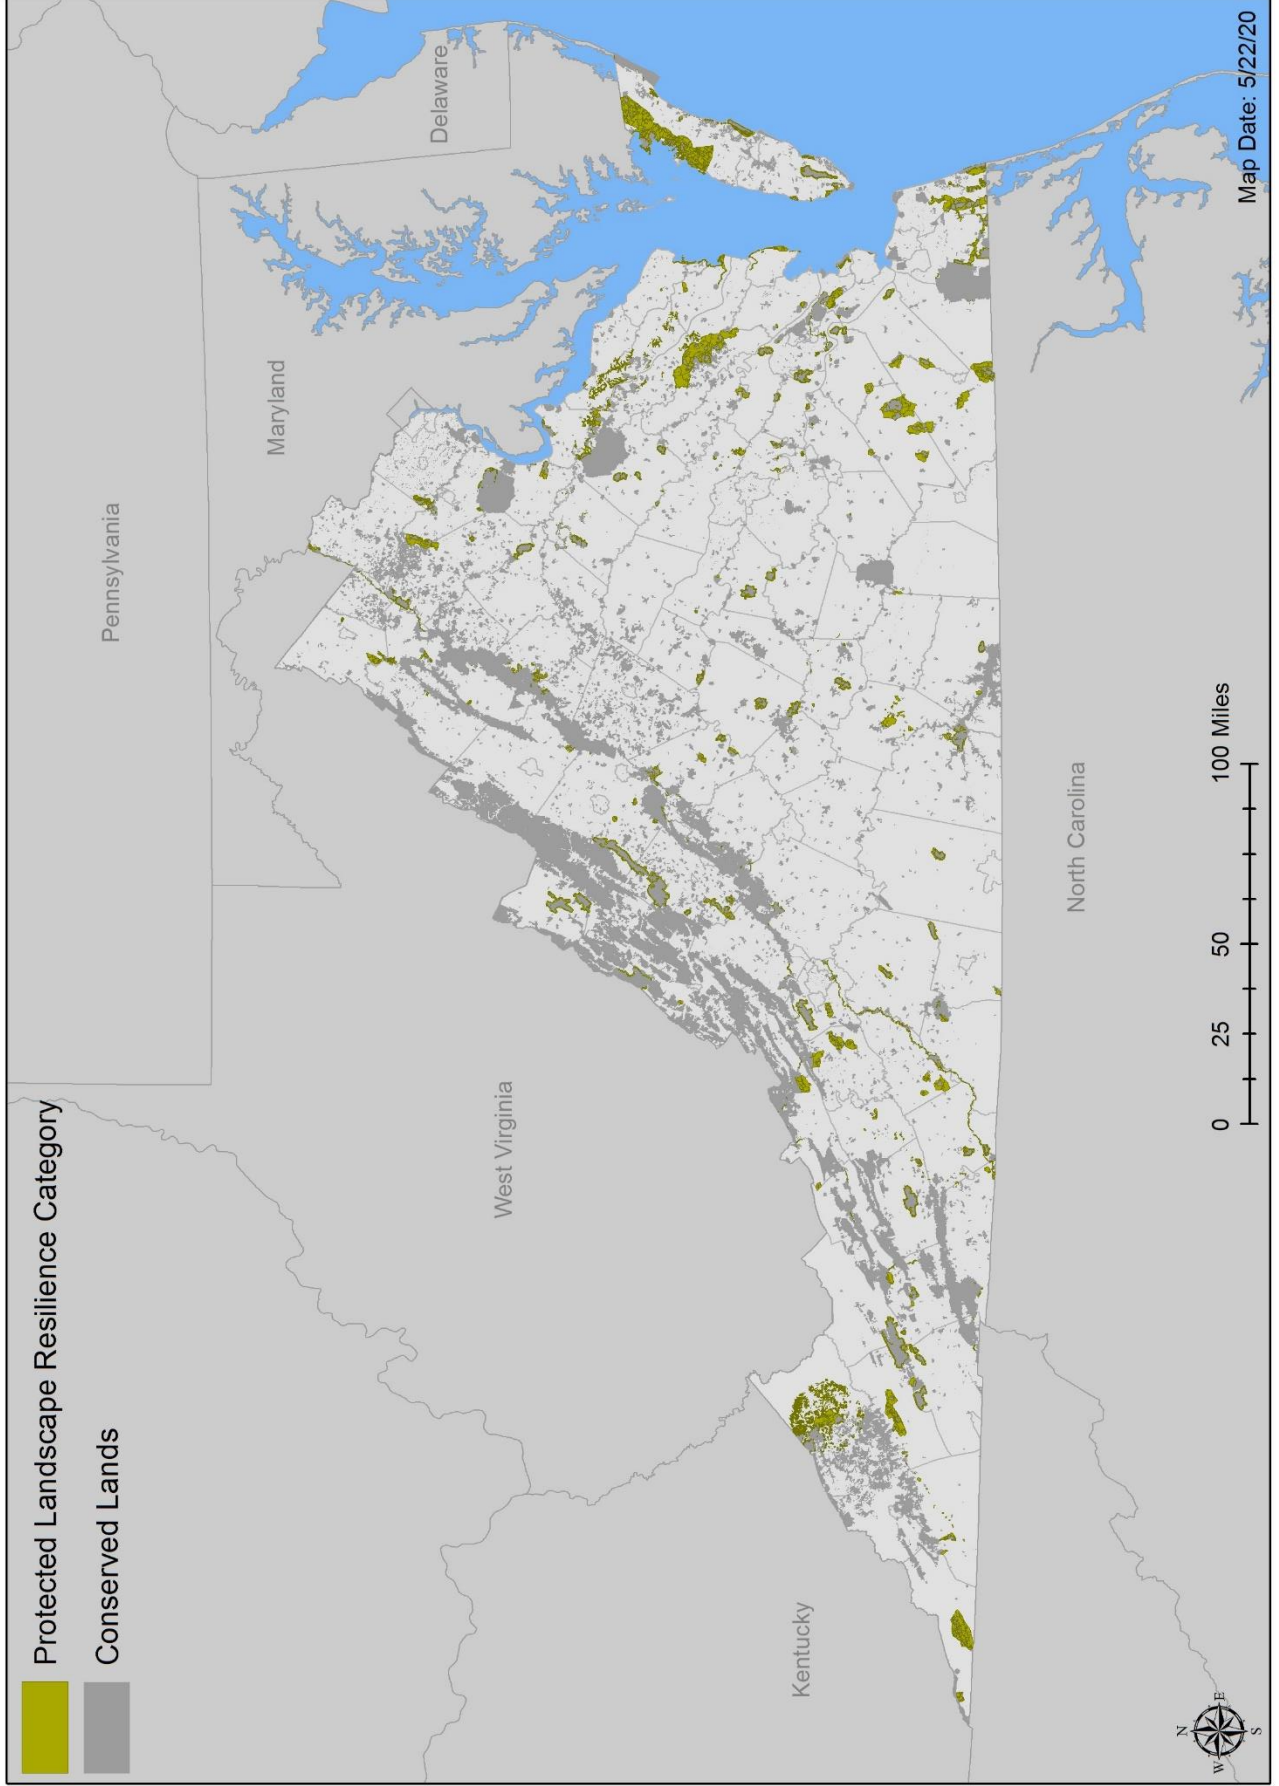 Protected Landscape Resilience Category
Conserved Lands
Pennsylvania
Maryland
Delaware
West Virginia
Kentucky
North Carolina
0 25 50 100 Miles
N
W E
S
Map Date: 5/22/20